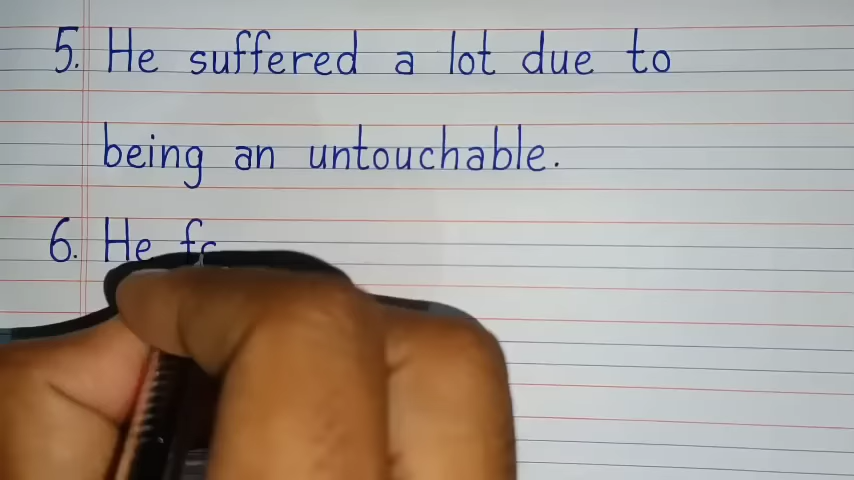 5. He suffered a lot due to
being an untouchable.
6. He